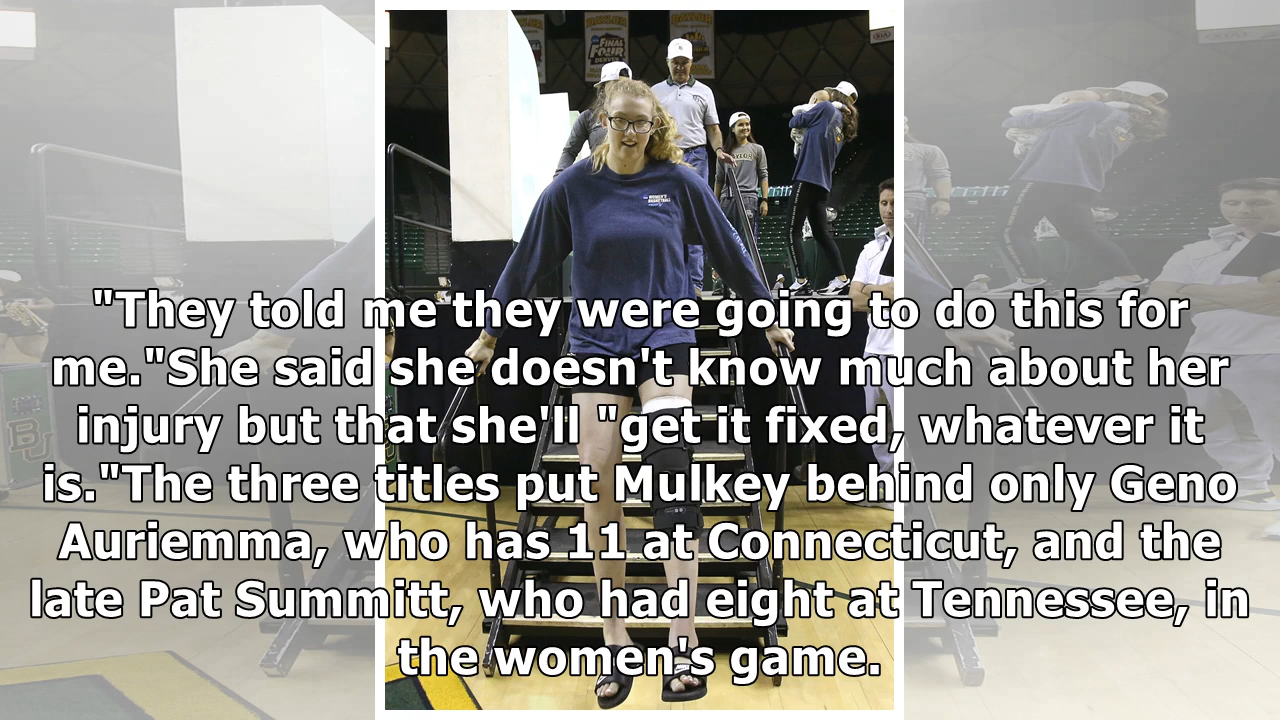 FINAL
FOUR
"They told me they were going to do this for
me."She said she doesn't know much about her
injury but that she'll "get it fixed, whatever it
is."The three titles put Mulkey behind only Geno
Auriemma, who has 11 at Connecticut, and the
late Pat Summitt, who had eight at Tennessee, in
the women's game.
BU